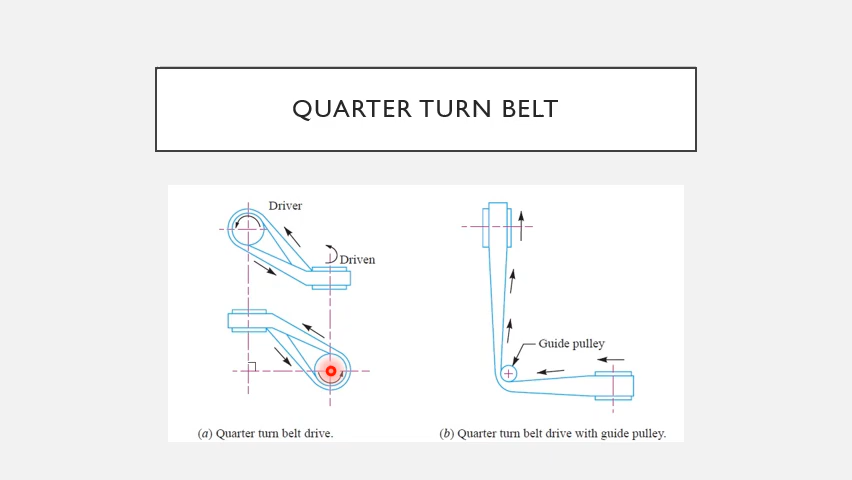 QUARTER TURN BELT
Driver
Driven
Guide pulley
(a) Quarter turn belt drive.
(b) Quarter turn belt drive with guide pulley.